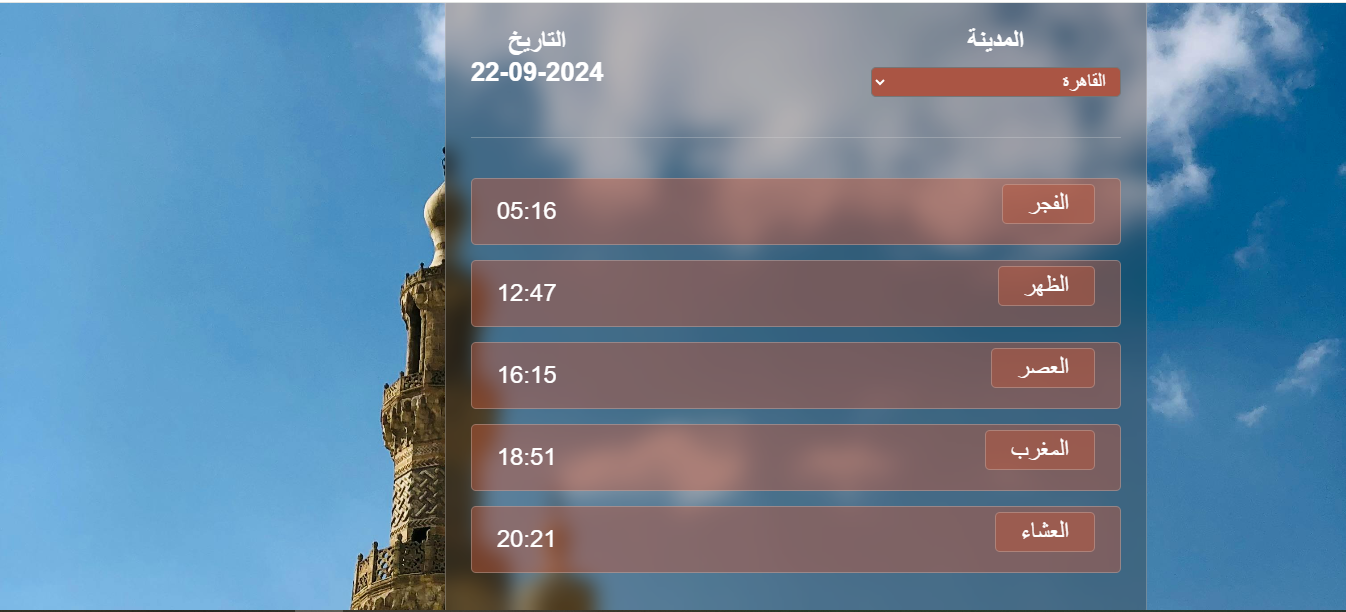 المدينة
التاريخ
القاهرة
22-09-2024
الفجر
05:16
الظهر
12:47
العصر
16:15
المغرب
18:51
العشاء
20:21